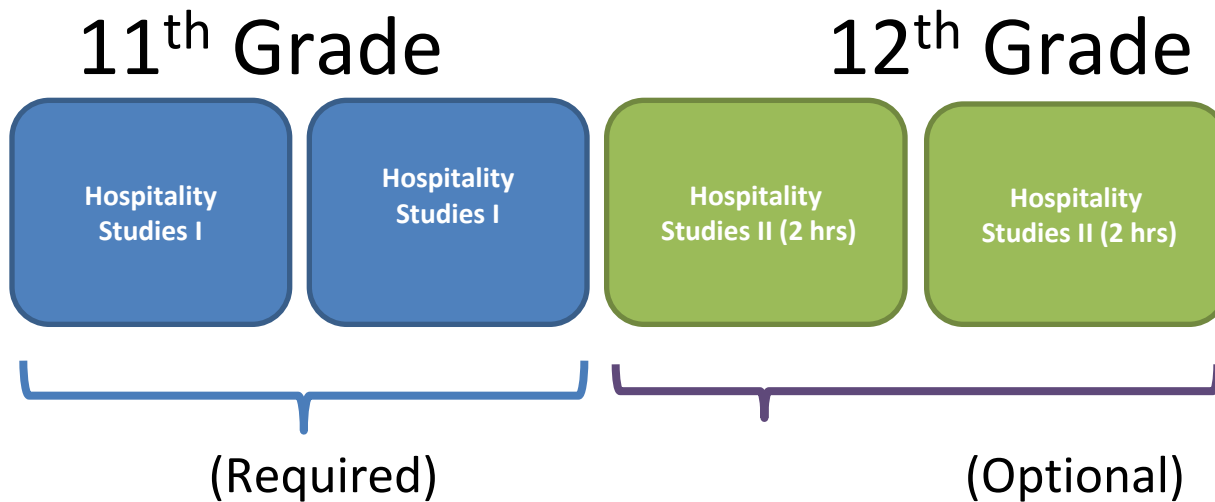 11th Grade
12th Grade
Hospitality
Studies I
Hospitality
Studies I
Hospitality
Studies II (2 hrs)
Hospitality
Studies II (2 hrs)
(Required)
(Optional)